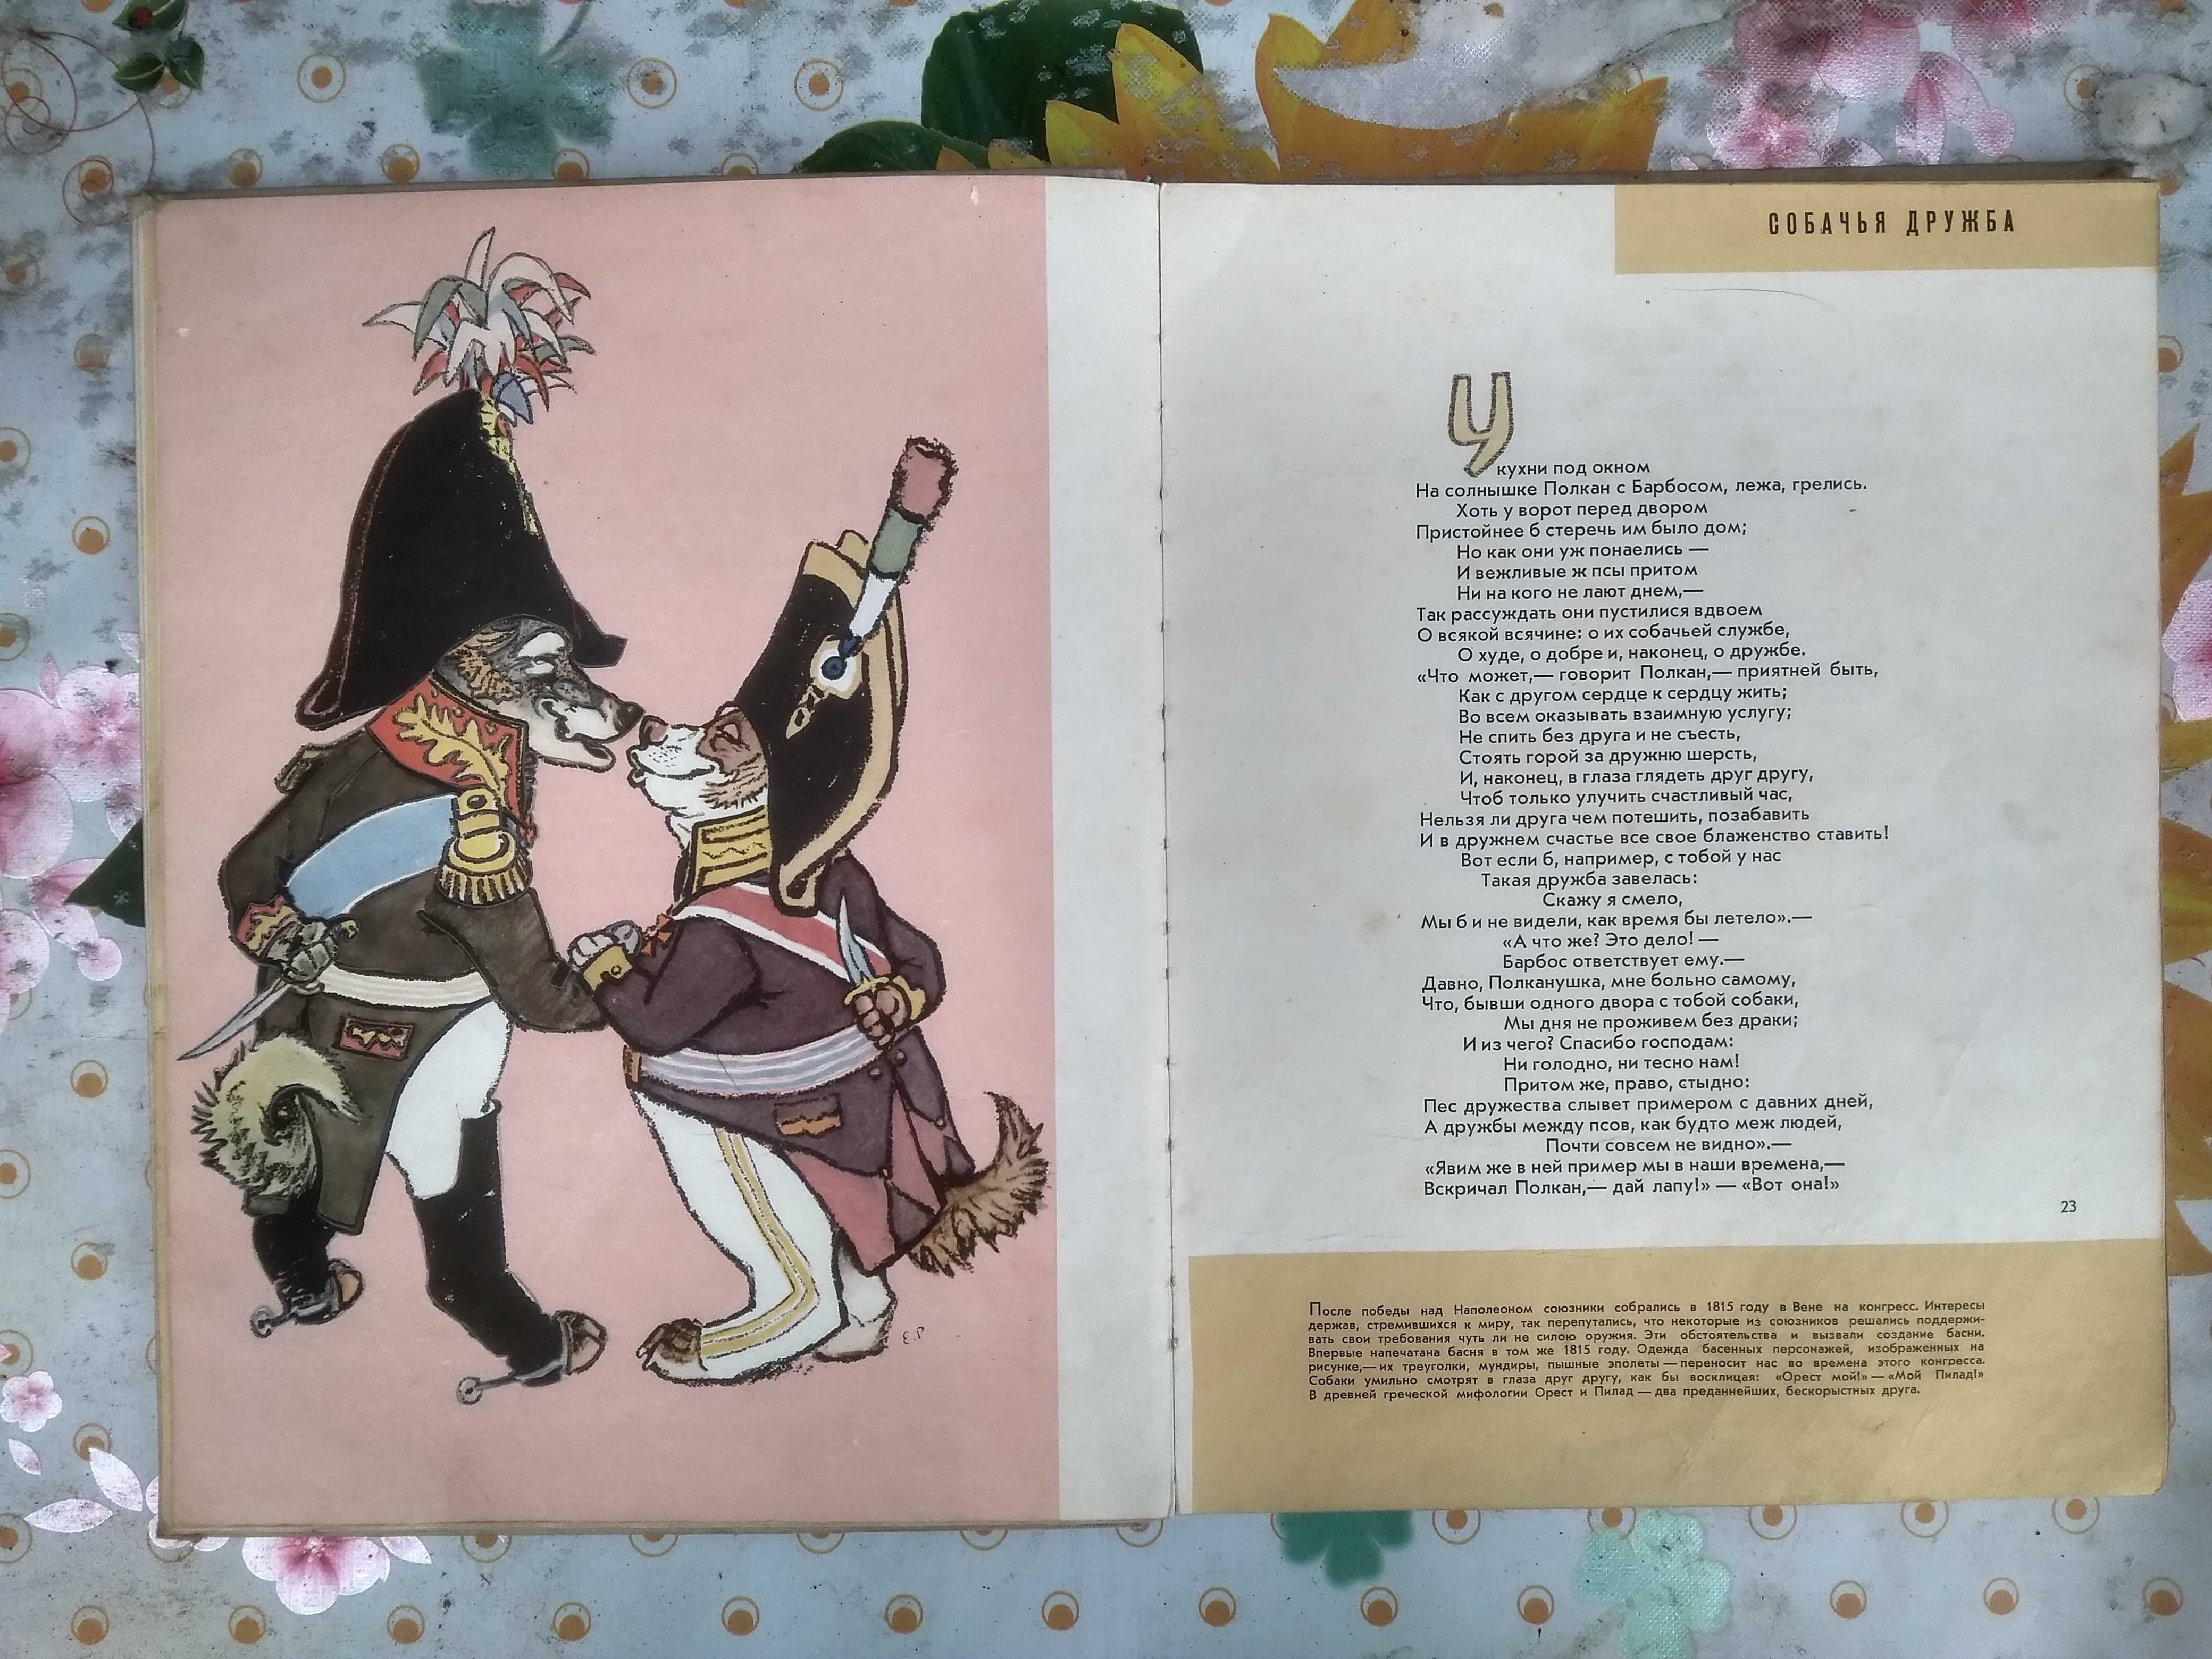 Е.Р
СОБАЧЬЯ ДРУЖБА
У кухни под окном
На солнышке Полкан с Барбосом, лежа, грелись.
Хоть у ворот перед двором
Пристойнее б стеречь им было дом;
Но как они уж понаелись —
И вежливые ж псы притом
Ни на кого не лают днем,—
Так рассуждать они пустилися вдвоем
О всякой всячине: о их собачьей службе,
О худе, о добре и, наконец, о дружбе.
«Что может,— говорит Полкан,— приятней быть,
Как с другом сердце к сердцу жить;
Во всем оказывать взаимную услугу;
Не спить без друга и не съесть,
Стоять горой за дружню шерсть,
И, наконец, в глаза глядеть друг другу,
Чтоб только улучить счастливый час,
Нельзя ли друга чем потешить, позабавить
И в дружнем счастье все свое блаженство ставить!
Вот если б, например, с тобой у нас
Такая дружба завелась:
Скажу я смело,
Мы б и не видели, как время бы летело».—
«А что же? Это дело! —
Барбос ответствует ему.—
Давно, Полканушка, мне больно самому,
Что, бывши одного двора с тобой собаки,
Мы дня не проживем без драки;
И из чего? Спасибо господам:
Ни голодно, ни тесно нам!
Притом же, право, стыдно:
Пес дружества слывет примером с давних дней,
А дружбы между псов, как будто меж людей,
Почти совсем не видно».—
«Явим же в ней пример мы в наши времена,—
Вскричал Полкан,— дай лапу!» — «Вот она!»
23
После победы над Наполеоном союзники собрались в 1815 году в Вене на конгресс. Интересы
держав, стремившихся к миру, так перепутались, что некоторые из союзников решались поддержи-
вать свои требования чуть ли не силою оружия. Эти обстоятельства и вызвали создание басни.
Впервые напечатана басня в том же 1815 году. Одежда басенных персонажей, изображенных на
рисунке,— их треуголки, мундиры, пышные эполеты — переносит нас во времена этого конгресса.
Собаки умильно смотрят в глаза друг другу, как бы восклицая: «Орест мой!» — «Мой Пилад!»
В древней греческой мифологии Орест и Пилад — два преданнейших, бескорыстных друга.